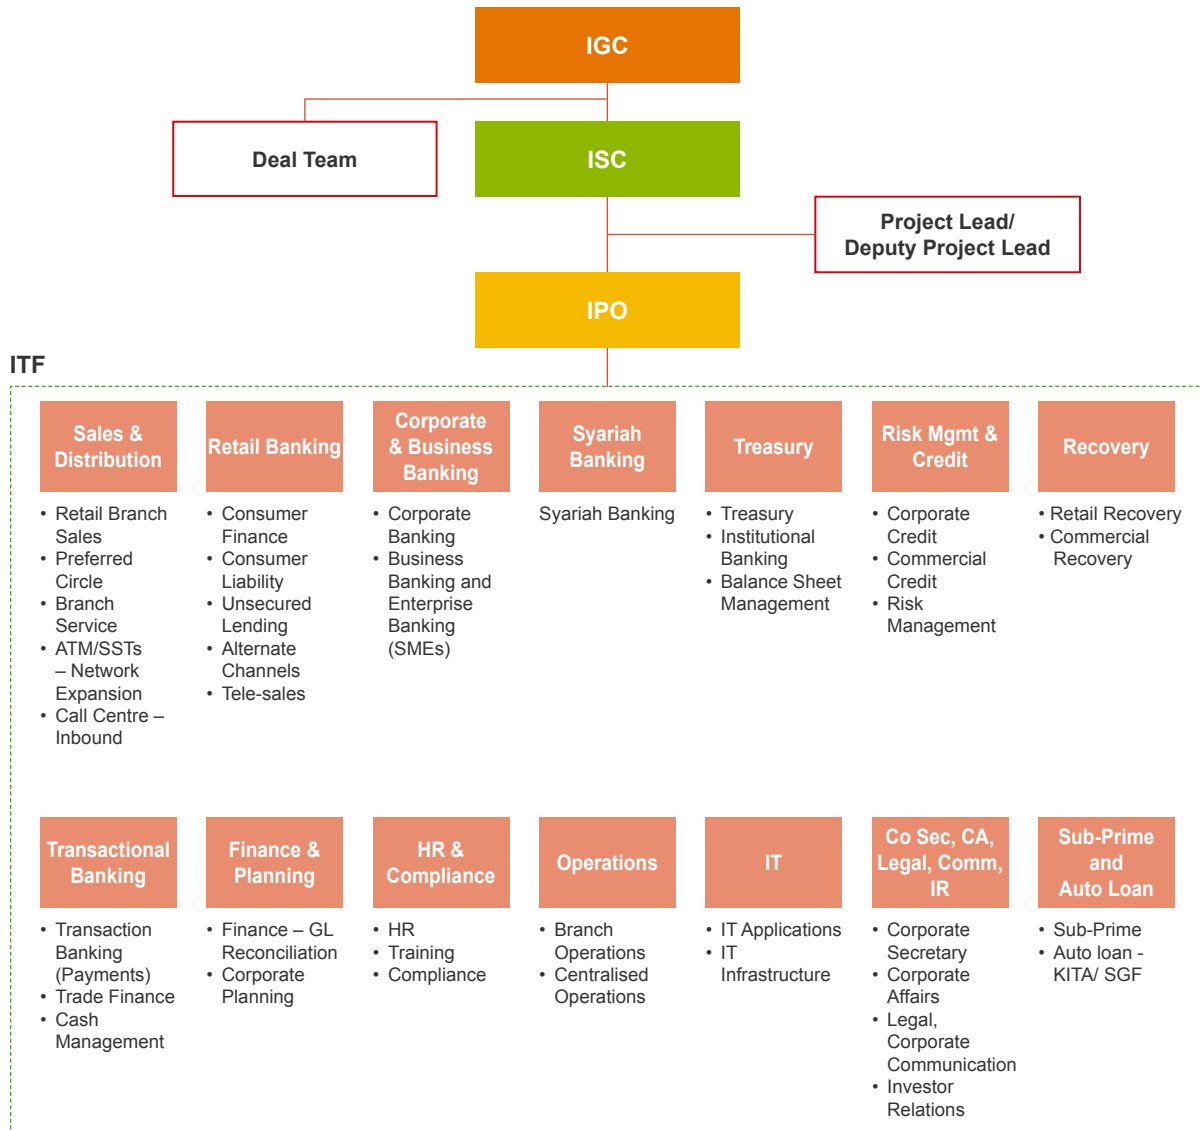 IGC
Deal Team
ISC
Project Lead/
Deputy Project Lead
IPO
ITF
Sales &
Distribution
• Retail Branch
Sales
• Preferred
Circle
• Branch
Service
• ATM/SSTs
– Network
Expansion
• Call Centre –
Inbound
Retail Banking
• Consumer
Finance
• Consumer
Liability
• Unsecured
Lending
• Alternate
Channels
• Tele-sales
Corporate
& Business
Banking
• Corporate
Banking
• Business
Banking and
Enterprise
Banking
(SMEs)
Syariah
Banking
Syariah Banking
Treasury
• Treasury
• Institutional
Banking
• Balance Sheet
Management
Risk Mgmt &
Credit
• Corporate
Credit
• Commercial
Credit
• Risk
Management
Recovery
• Retail Recovery
• Commercial
Recovery
Transactional
Banking
• Transaction
Banking
(Payments)
• Trade Finance
• Cash
Management
Finance &
Planning
• Finance – GL
Reconciliation
• Corporate
Planning
HR &
Compliance
• HR
• Training
• Compliance
Operations
• Branch
Operations
• Centralised
Operations
IT
• IT Applications
• IT
Infrastructure
Co Sec, CA,
Legal, Comm,
IR
• Corporate
Secretary
• Corporate
Affairs
• Legal,
Corporate
Communication
• Investor
Relations
Sub-Prime
and
Auto Loan
• Sub-Prime
• Auto loan -
KITA/ SGF